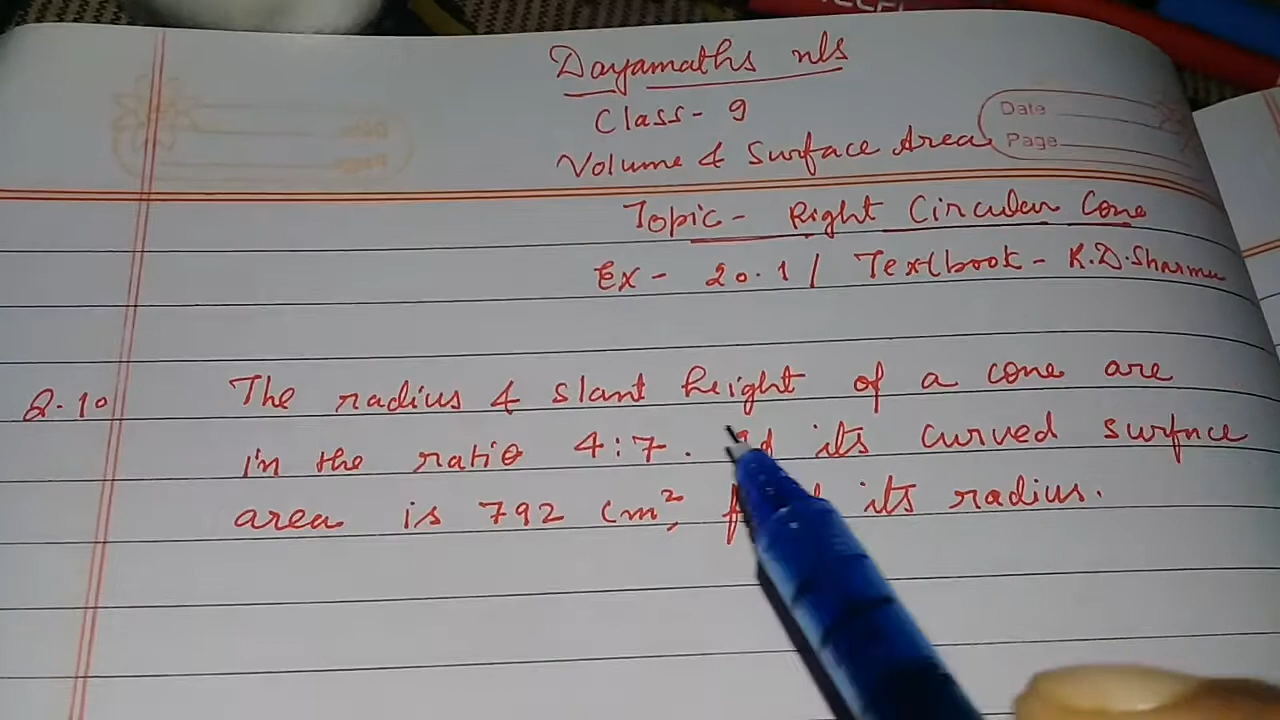 Dayamaths nls
Class - 9
Volume & Surface Area
Date
Page
Topic - Right Circular Cone
Ex - 20.1 / Textbook - R.D.Sharma
Q.10 The radius & slant height of a cone are
in the ratio 4:7. its curved surface
area is 792 cm², its radius.